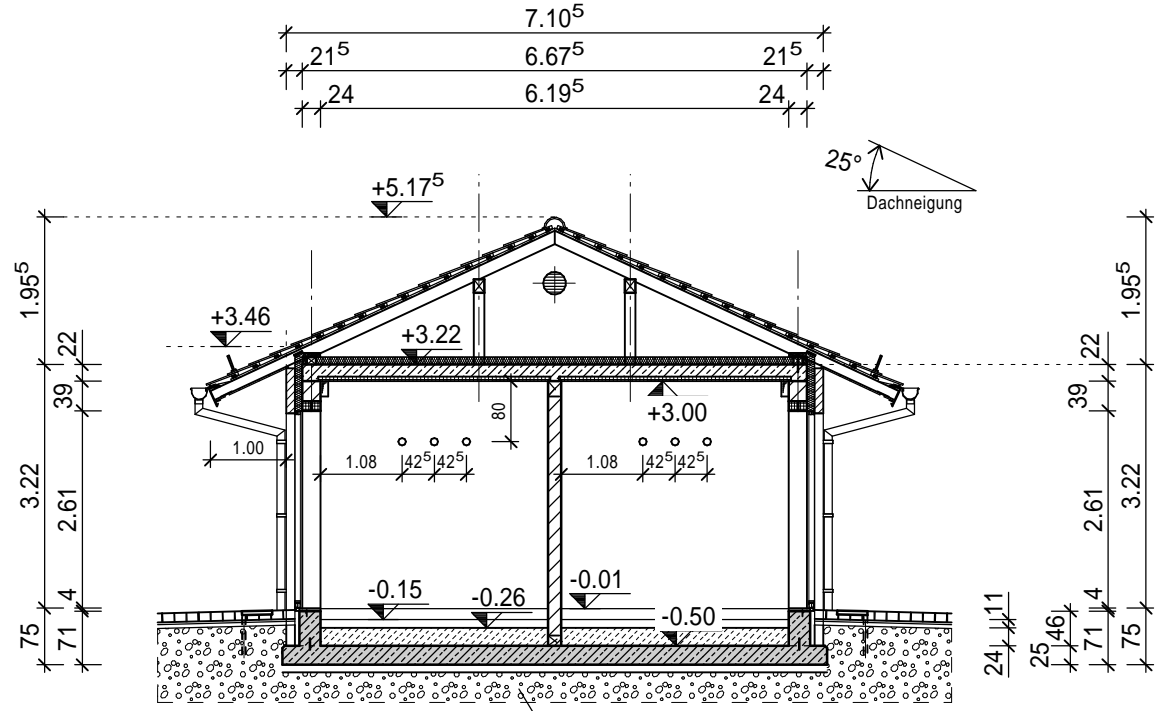 7.10⁵
21⁵ 6.67⁵ 21⁵
24 6.19⁵ 24
25°
Dachneigung
+5.17⁵
1.95⁵ 1.95⁵
+3.46
+3.22
22 22
39 39
+3.00
80
1.00
1.08 42⁵ 42⁵ 1.08 42⁵ 42⁵
3.22 2.61 2.61 3.22
-0.15 -0.26 -0.01
-0.50
4 11 4
75 71 24 25 46 71 75